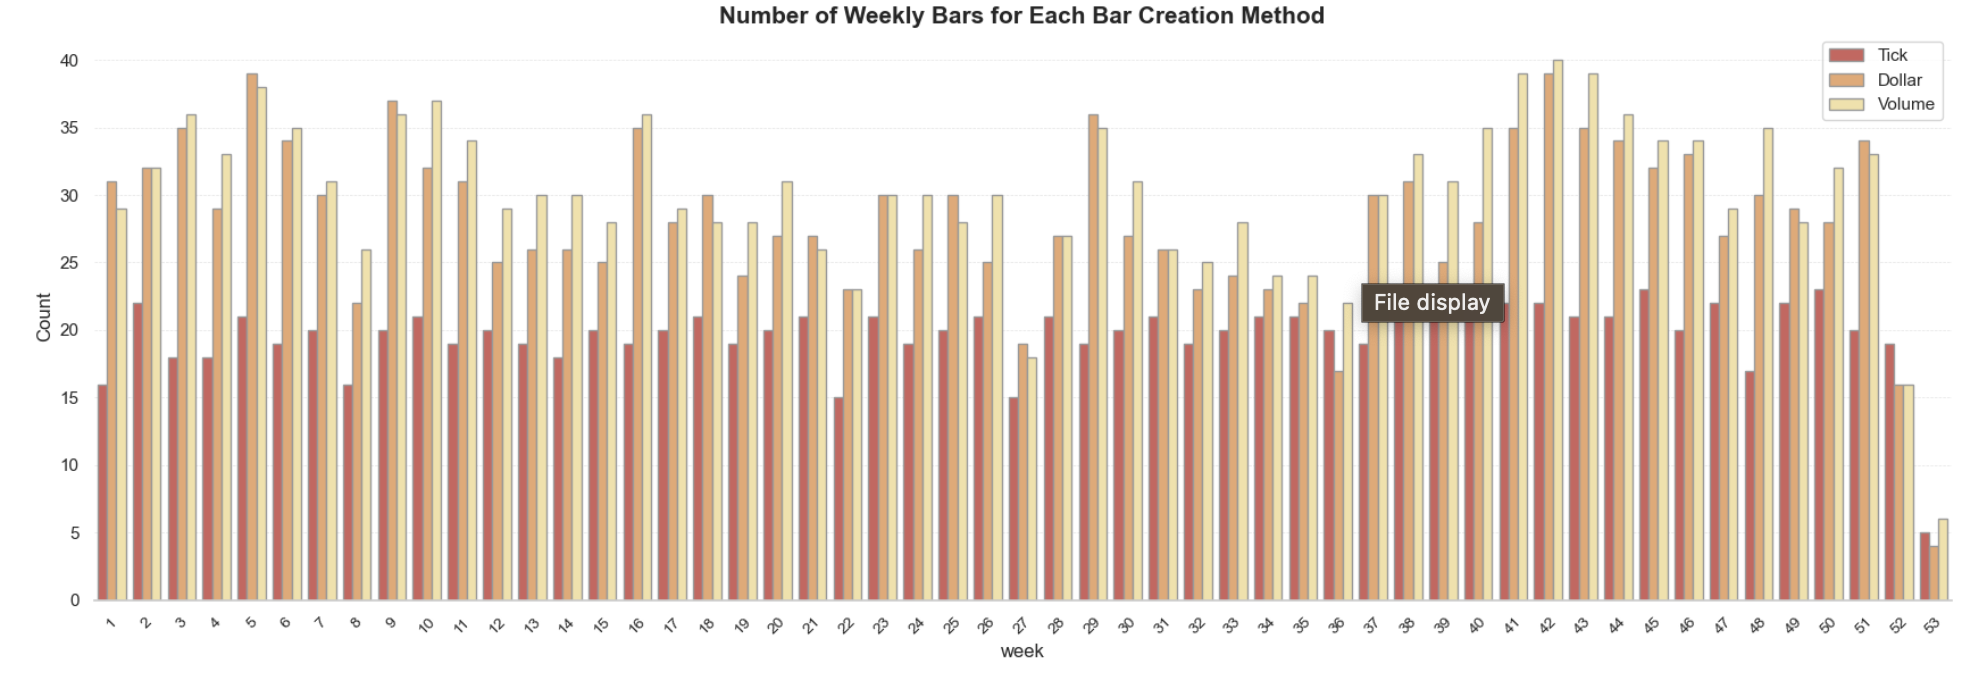 Number of Weekly Bars for Each Bar Creation Method
Tick
Dollar
Volume
40
35
30
25
20
15
10
5
0
Count
File display
1 2 3 4 5 6 7 8 9 10 11 12 13 14 15 16 17 18 19 20 21 22 23 24 25 26 27 28 29 30 31 32 33 34 35 36 37 38 39 40 41 42 43 44 45 46 47 48 49 50 51 52 53
week